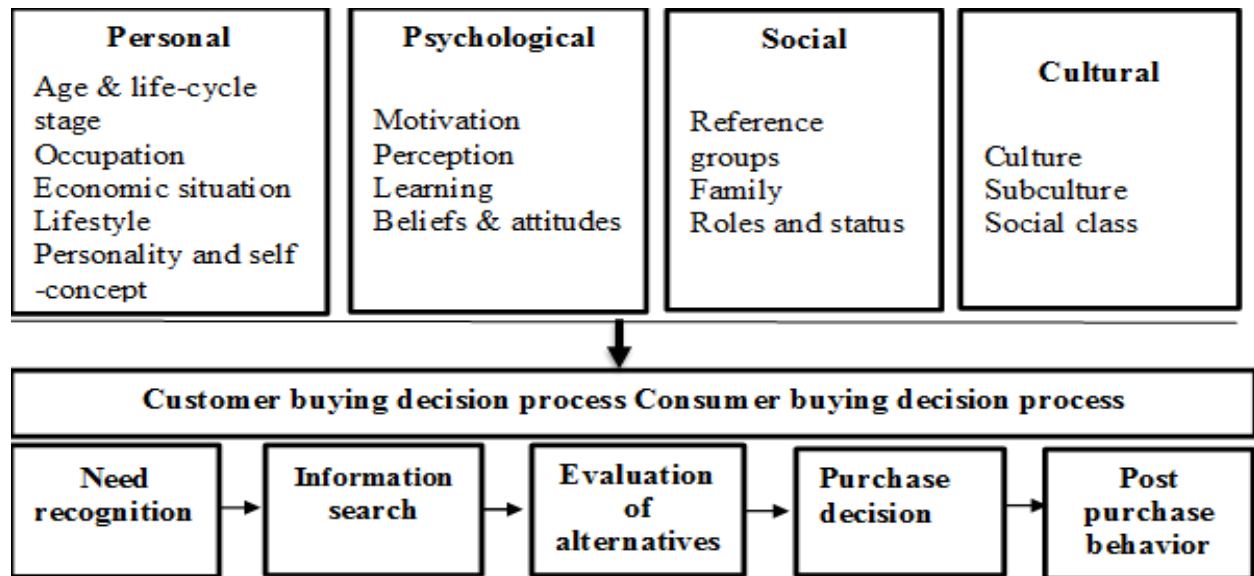 Personal
Age & life-cycle
stage
Occupation
Economic situation
Lifestyle
Personality and self
-concept
Psychological
Motivation
Perception
Learning
Beliefs & attitudes
Social
Reference
groups
Family
Roles and status
Cultural
Culture
Subculture
Social class
Customer buying decision process Consumer buying decision process
Need
recognition
Information
search
Evaluation
of
alternatives
Purchase
decision
Post
purchase
behavior